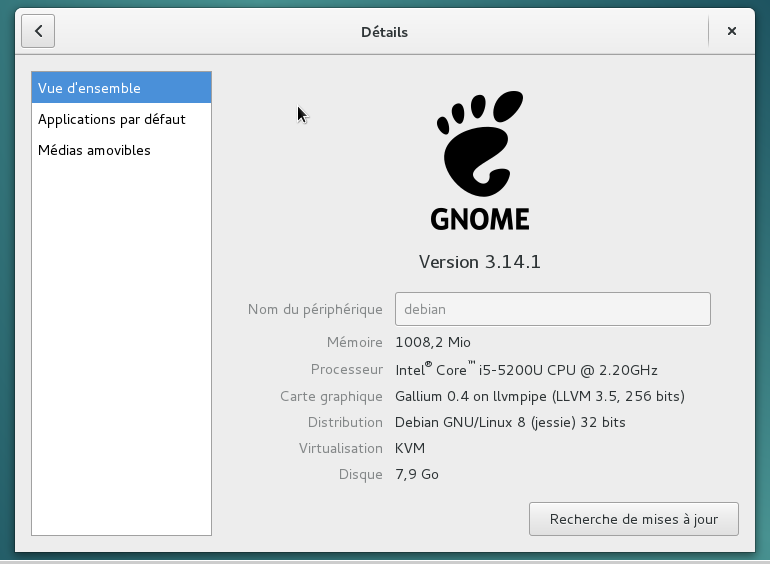 Détails
Vue d'ensemble
Applications par défaut
Médias amovibles
GNOME
Version 3.14.1
Nom du périphérique debian
Mémoire 1008,2 Mio
Processeur Intel® Core™ i5-5200U CPU @ 2.20GHz
Carte graphique Gallium 0.4 on llvmpipe (LLVM 3.5, 256 bits)
Distribution Debian GNU/Linux 8 (jessie) 32 bits
Virtualisation KVM
Disque 7,9 Go
Recherche de mises à jour